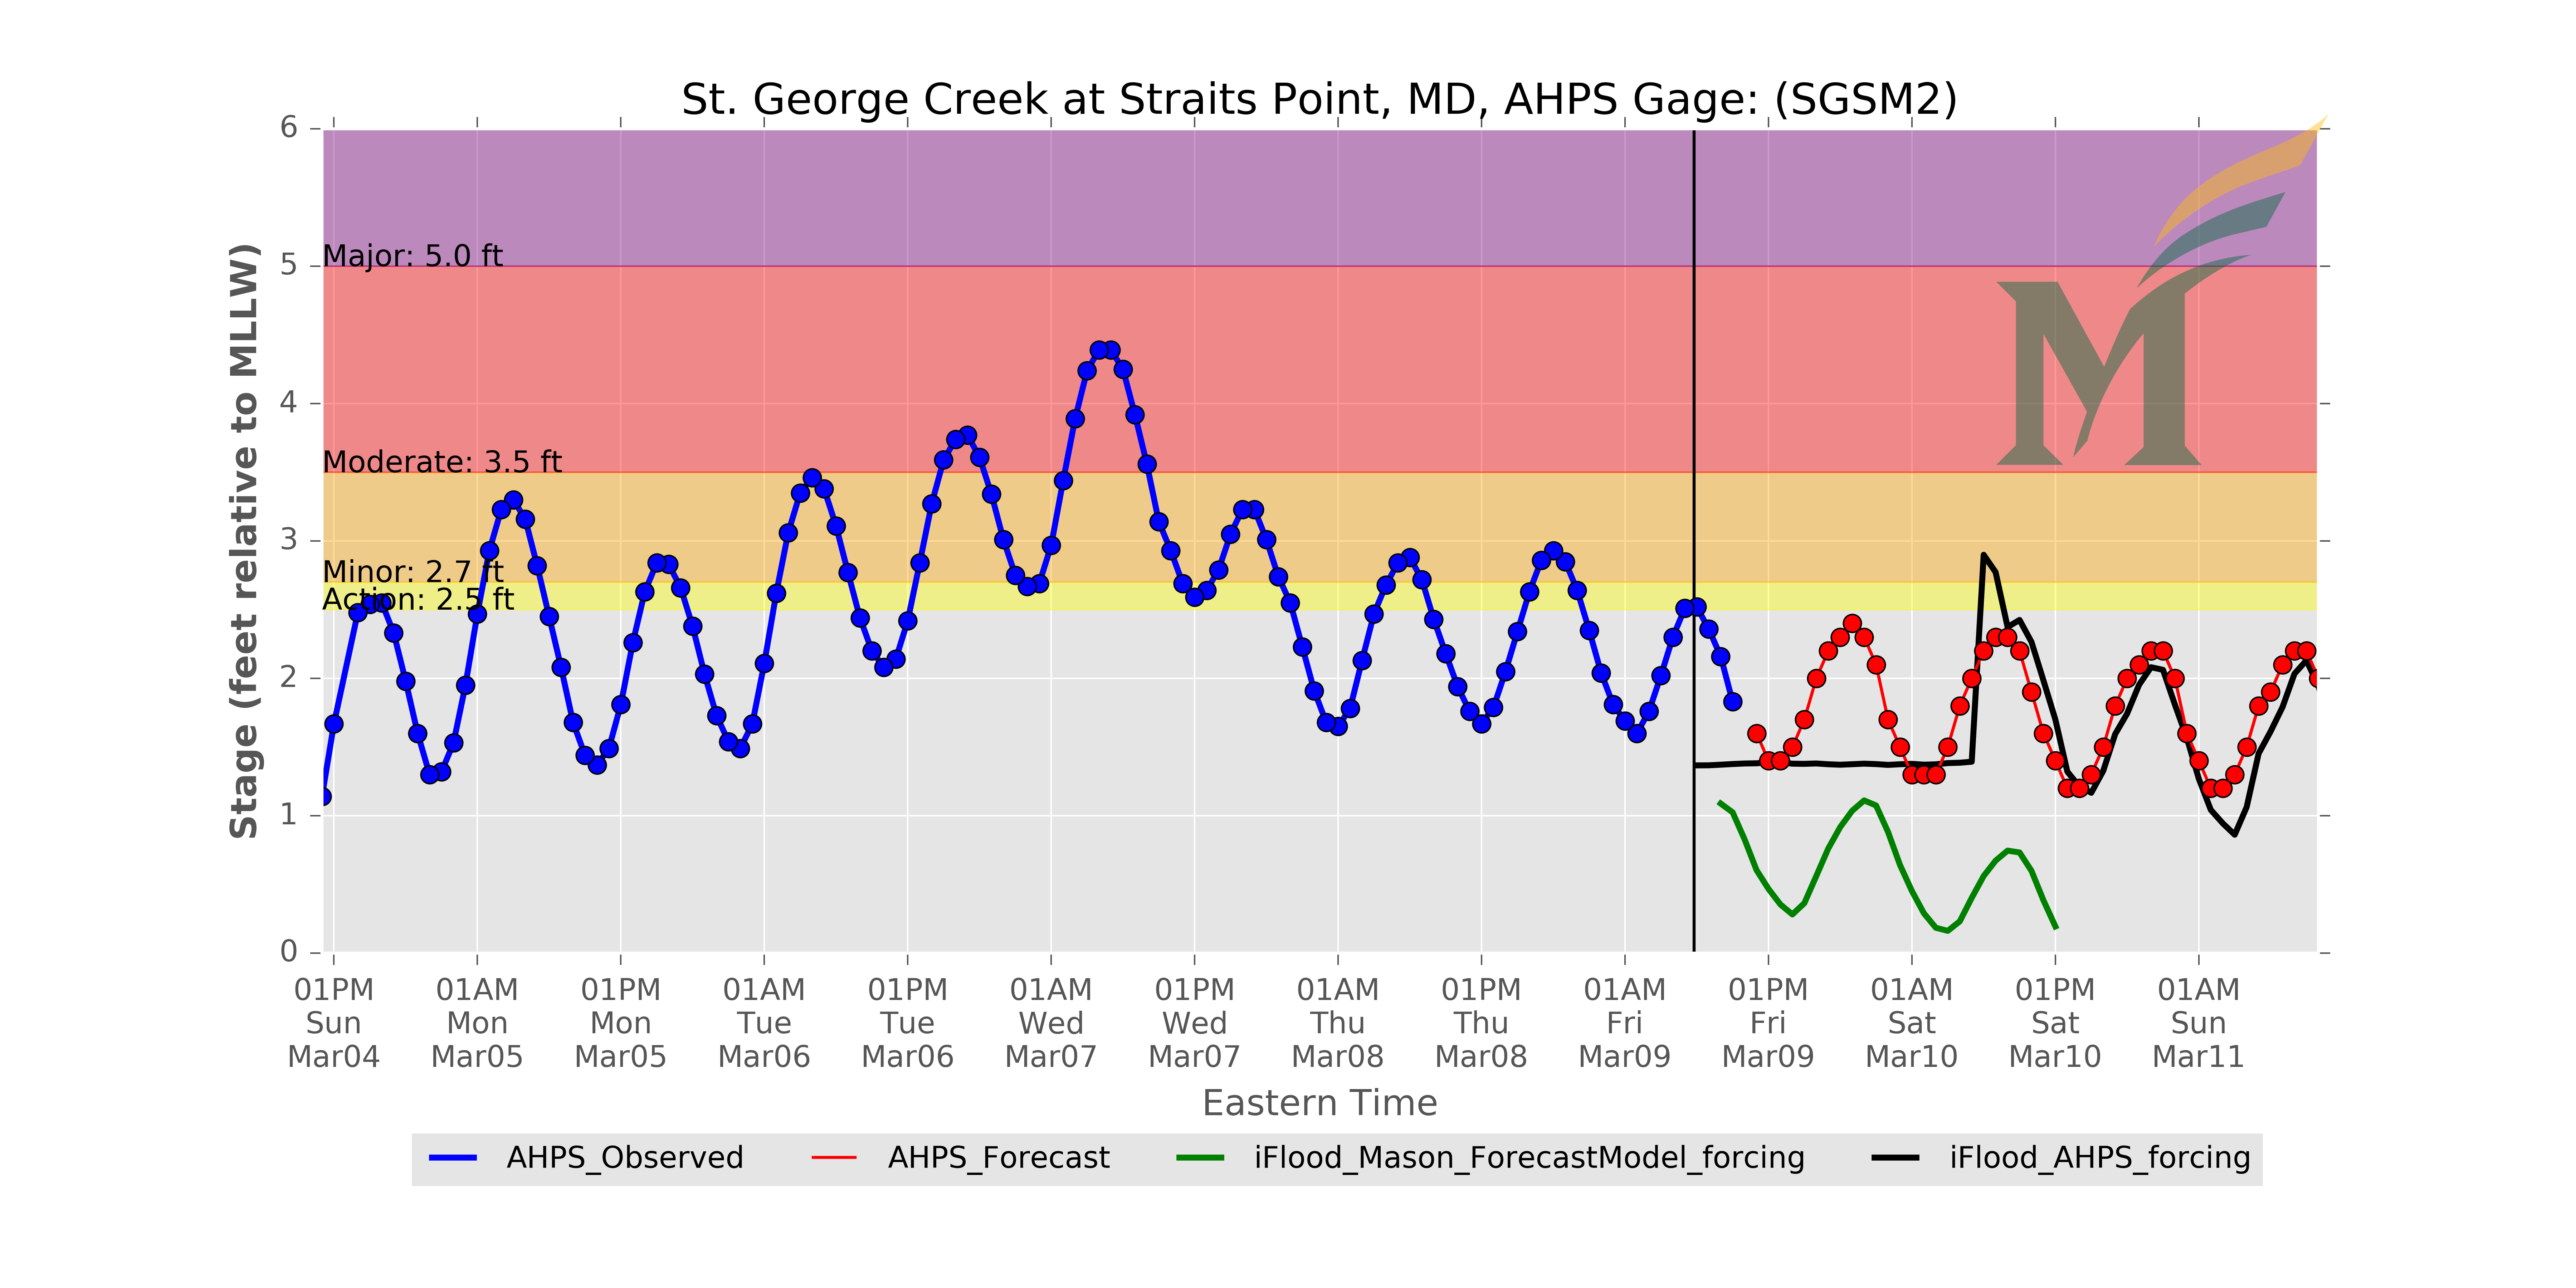 St. George Creek at Straits Point, MD, AHPS Gage: (SGSM2)
Stage (feet relative to MLLW)
6
5
4
3
2
1
0
Major: 5.0 ft
Moderate: 3.5 ft
Minor: 2.7 ft
Action: 2.5 ft
M
01PM 01AM 01PM 01AM 01PM 01AM 01PM 01AM 01PM 01AM 01PM 01AM 01PM 01AM
Sun Mon Mon Tue Tue Wed Wed Thu Thu Fri Fri Sat Sat Sun
Mar04 Mar05 Mar05 Mar06 Mar06 Mar07 Mar07 Mar08 Mar08 Mar09 Mar09 Mar10 Mar10 Mar11
Eastern Time
AHPS_Observed AHPS_Forecast iFlood_Mason_ForecastModel_forcing iFlood_AHPS_forcing